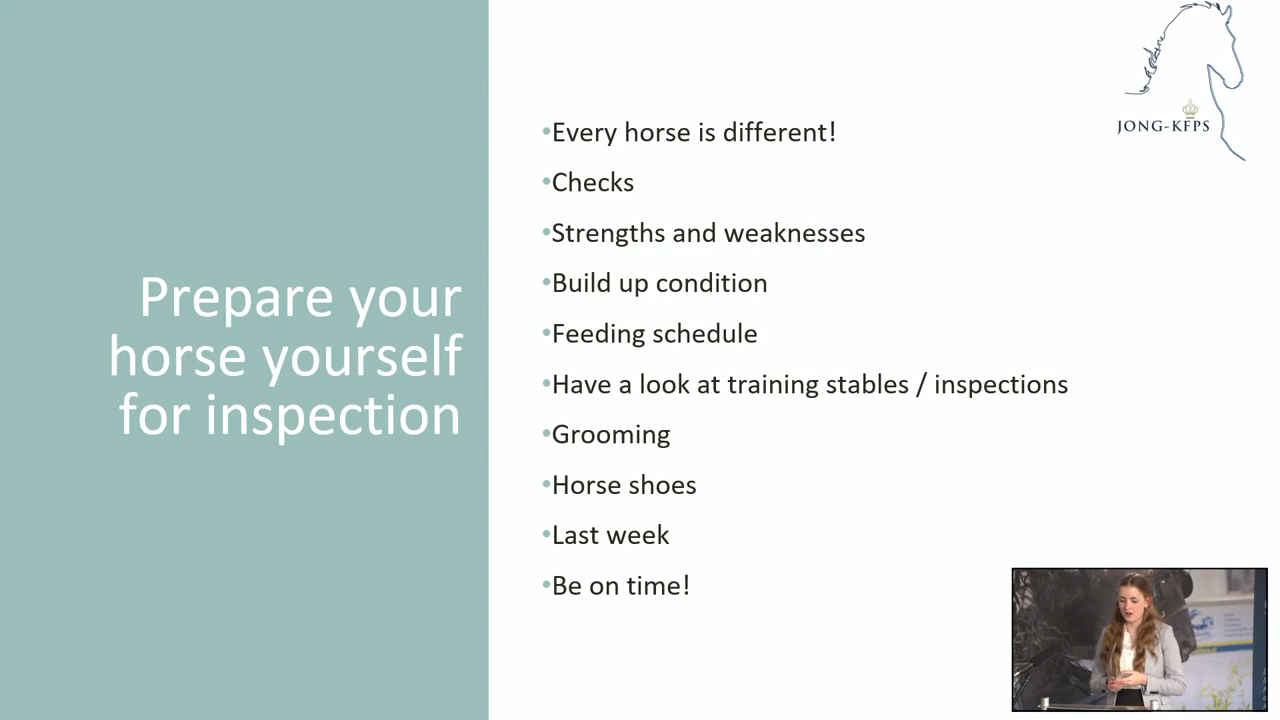 Prepare your
horse yourself
for inspection
•Every horse is different!
•Checks
•Strengths and weaknesses
•Build up condition
•Feeding schedule
•Have a look at training stables / inspections
•Grooming
•Horse shoes
•Last week
•Be on time!
JONG-KFPS